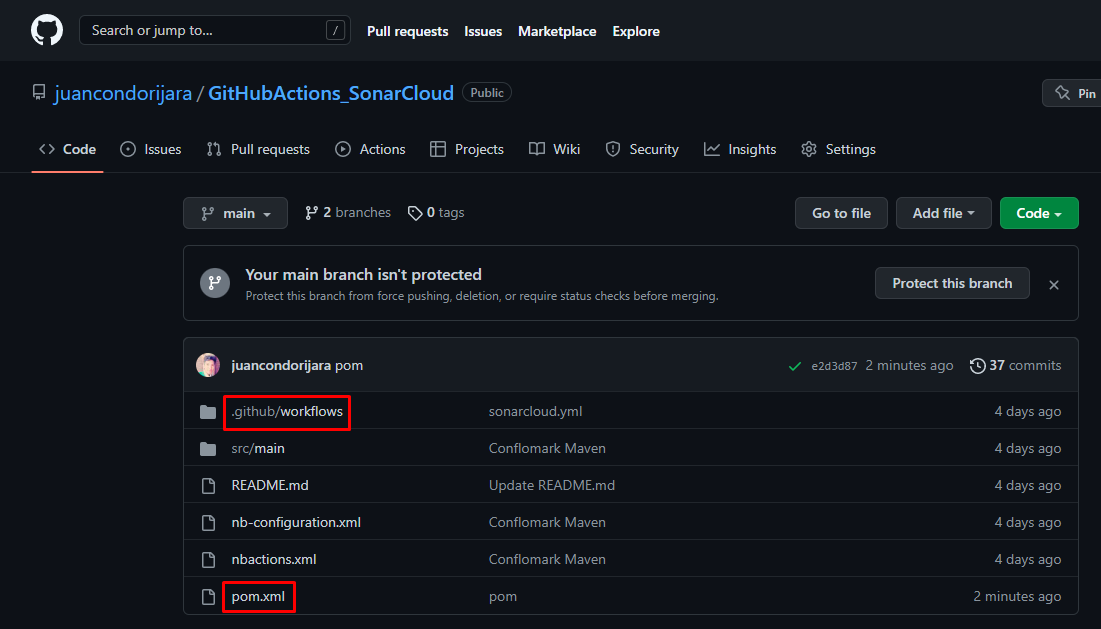 Search or jump to... /
Pull requests Issues Marketplace Explore
juancondorijara / GitHubActions_SonarCloud Public
Pin
Code Issues Pull requests Actions Projects Wiki Security Insights Settings
main 2 branches 0 tags Go to file Add file Code
Your main branch isn't protected
Protect this branch from force pushing, deletion, or require status checks before merging.
Protect this branch
juancondorijara pom e2d3d87 2 minutes ago 37 commits
.github/workflows sonarcloud.yml 4 days ago
src/main Conflomark Maven 4 days ago
README.md Update README.md 4 days ago
nb-configuration.xml Conflomark Maven 4 days ago
nbactions.xml Conflomark Maven 4 days ago
pom.xml pom 2 minutes ago